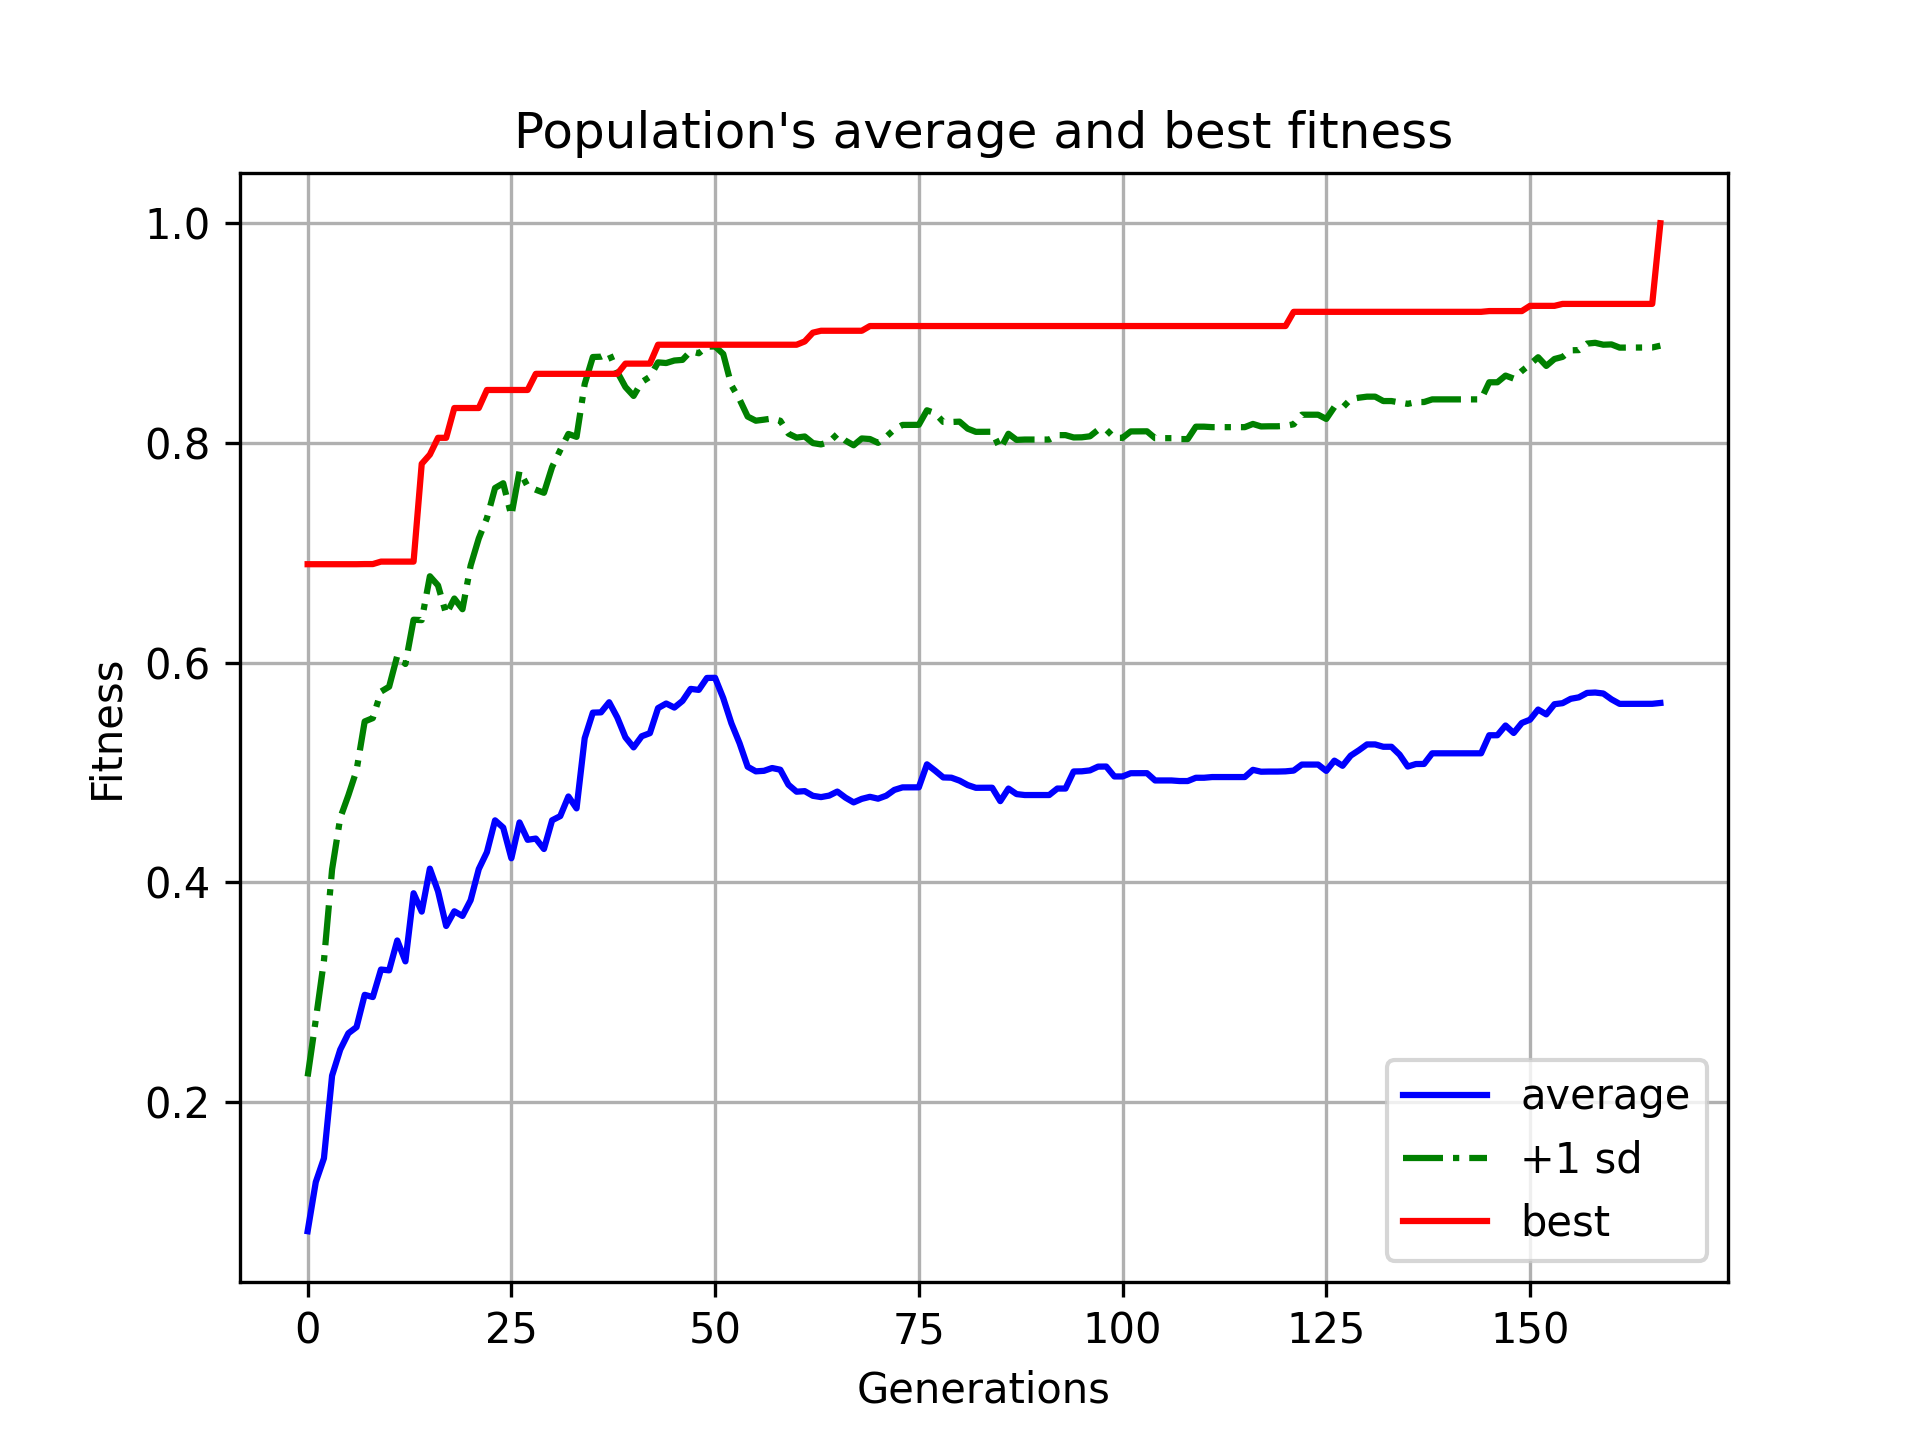 Population's average and best fitness
1.0
0.8
0.6
0.4
0.2
Fitness
0 25 50 75 100 125 150
Generations
average
+1 sd
best